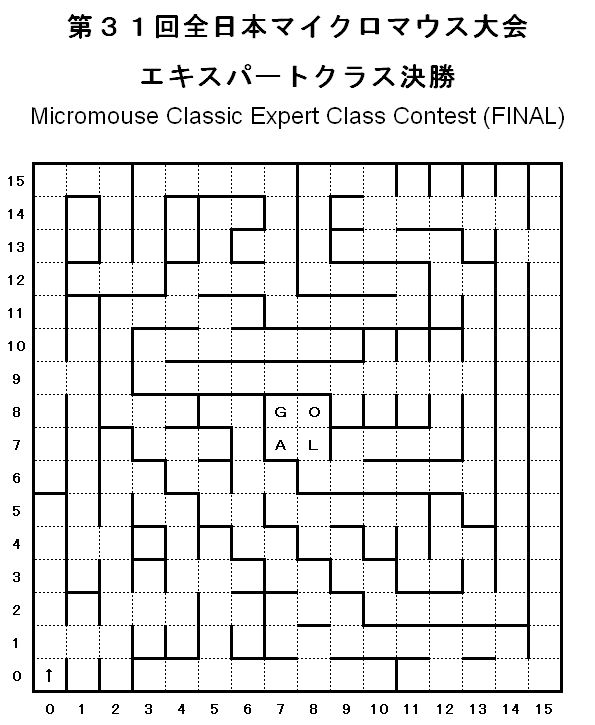 第３１回全日本マイクロマウス大会
エキスパートクラス決勝
Micromouse Classic Expert Class Contest (FINAL)
15
14
13
12
11
10
9
8
G O
7
A L
6
5
4
3
2
1
0 ↑
0 1 2 3 4 5 6 7 8 9 10 11 12 13 14 15